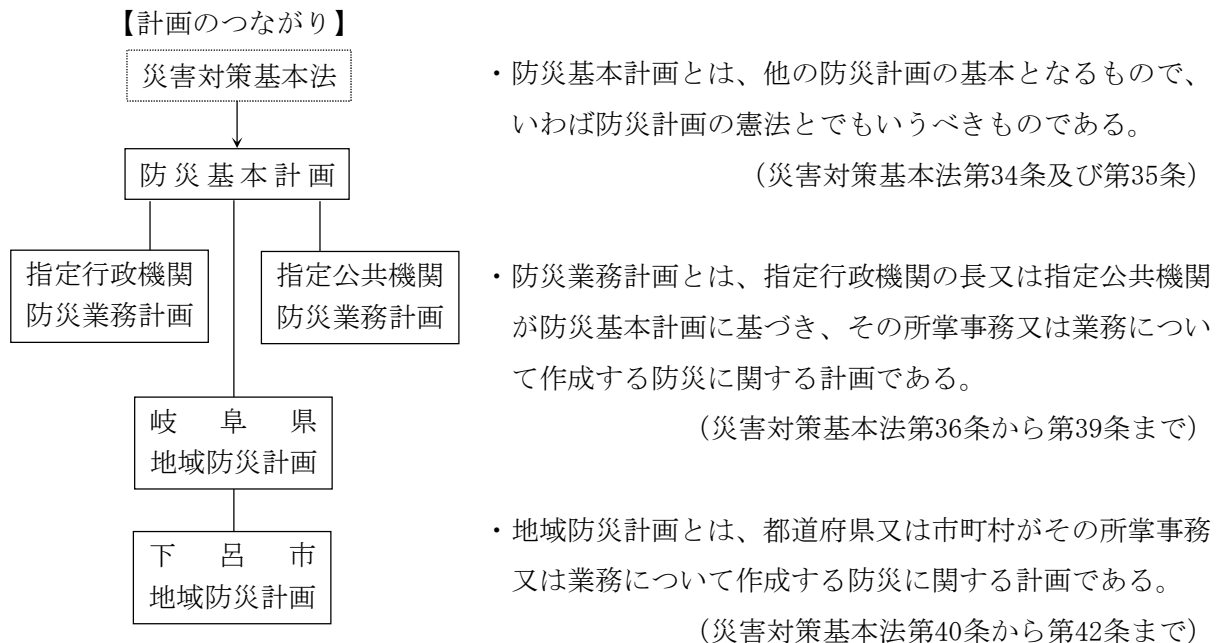 【計画のつながり】
災害対策基本法
防災基本計画
指定行政機関
防災業務計画
指定公共機関
防災業務計画
岐阜県
地域防災計画
下呂市
地域防災計画
・防災基本計画とは、他の防災計画の基本となるもので、
いわば防災計画の憲法とでもいうべきものである。
(災害対策基本法第34条及び第35条)
・防災業務計画とは、指定行政機関の長又は指定公共機関
が防災基本計画に基づき、その所掌事務又は業務につい
て作成する防災に関する計画である。
(災害対策基本法第36条から第39条まで)
・地域防災計画とは、都道府県又は市町村がその所掌事務
又は業務について作成する防災に関する計画である。
(災害対策基本法第40条から第42条まで)